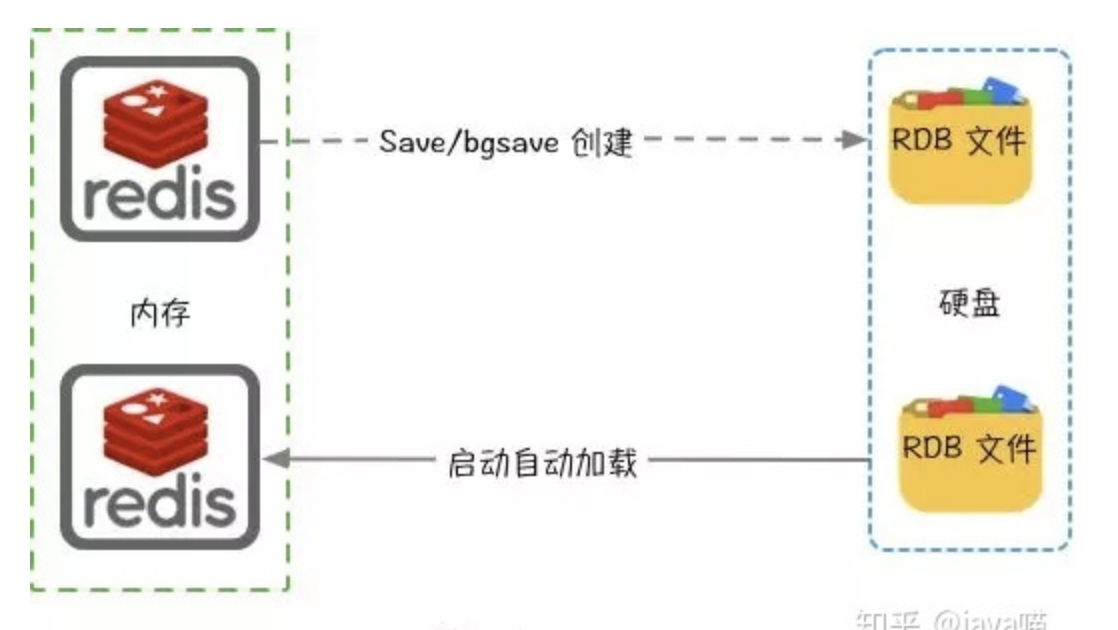 redis
Save/bgsave 创建
RDB 文件
内存
硬盘
redis
启动自动加载
RDB 文件
知乎 @java喵